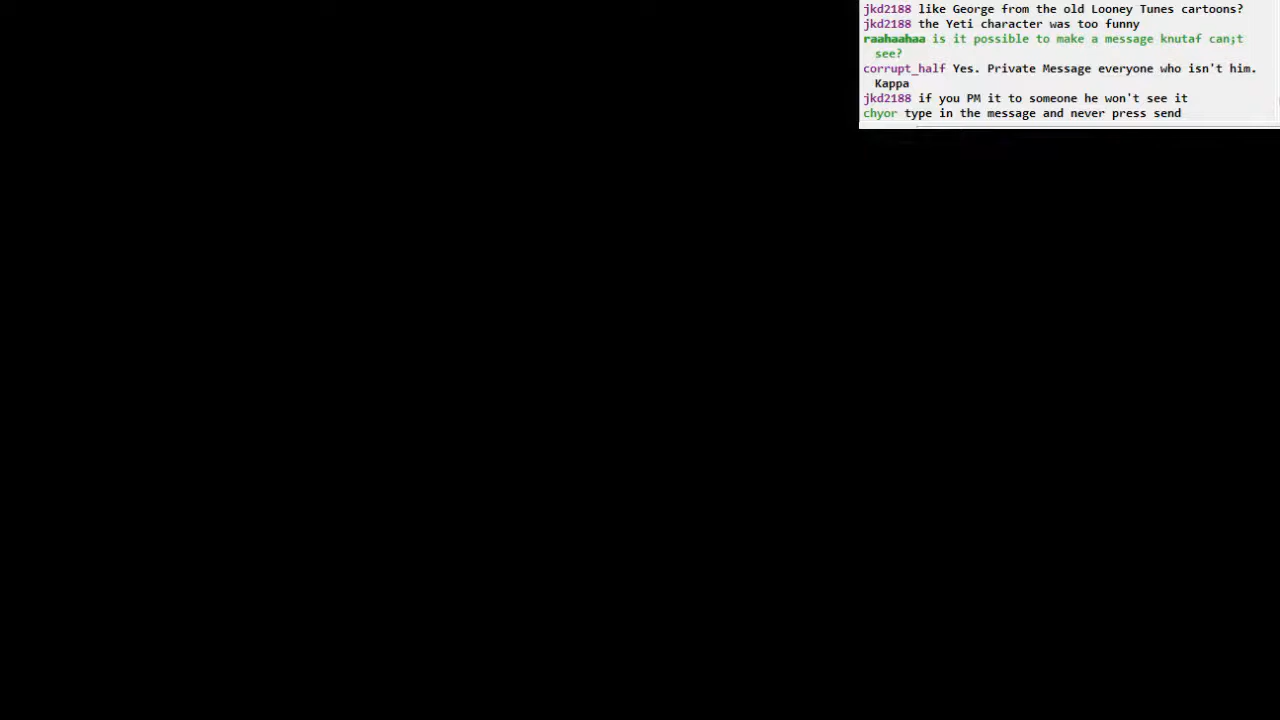 jkd2188 like George from the old Looney Tunes cartoons?
jkd2188 the Yeti character was too funny
raahaahaa is it possible to make a message knutaf can;t
see?
corrupt_half Yes. Private Message everyone who isn't him.
Kappa
jkd2188 if you PM it to someone he won't see it
chyor type in the message and never press send